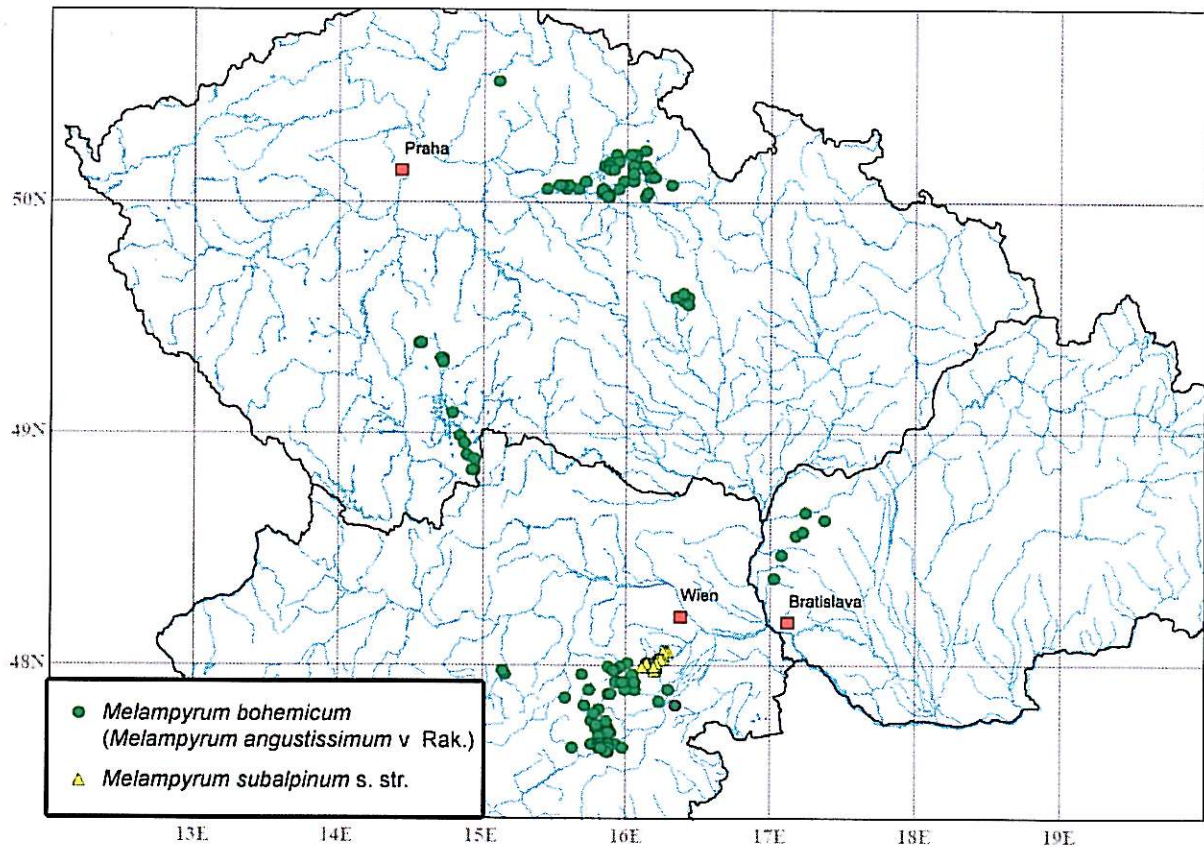 Praha
50N
49N
Wien
Bratislava
48N
Melampyrum bohemicum
(Melampyrum angustissimum v Rak.)
Melampyrum subalpinum s. str.
13E 14E 15E 16E 17E 18E 19E